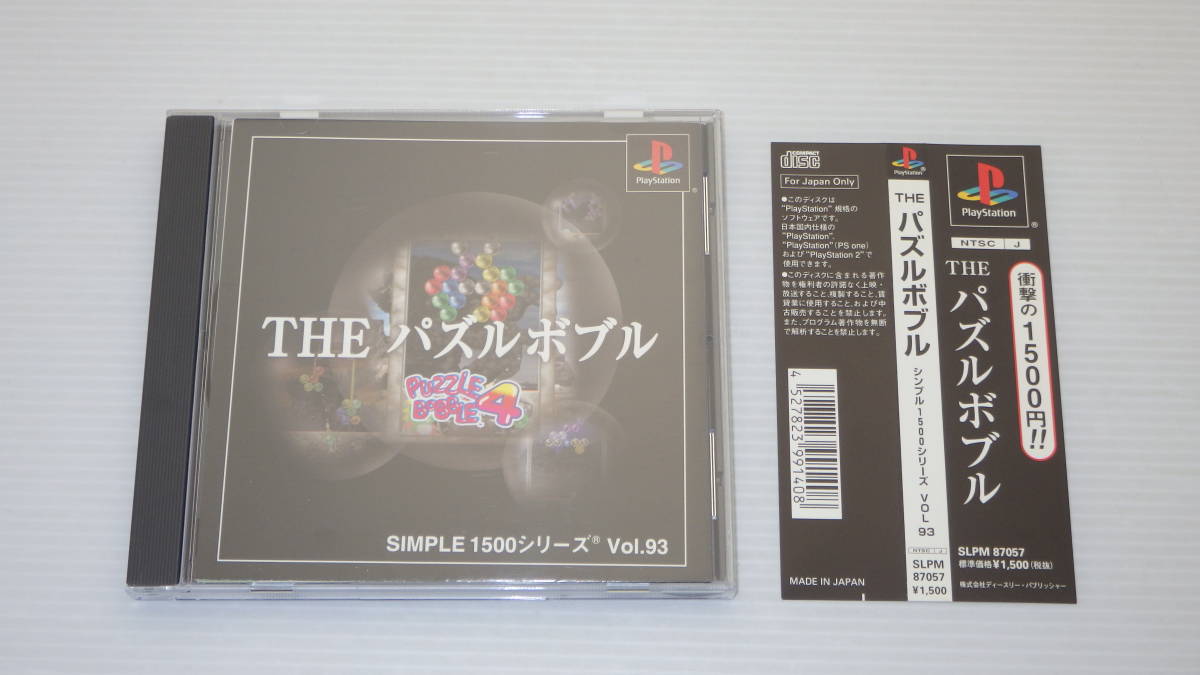 PlayStation
THE パズルボブル
PUZZLE
BOBBLE 4
SIMPLE 1500シリーズ® Vol.93
COMPACT
disc
For Japan Only
●このディスクは
"PlayStation" 規格の
ソフトウェアです。
日本国内仕様の
"PlayStation",
"PlayStation"(PS one)
および"PlayStation 2"で
使用できます。
●このディスクに含まれる著作
物を権利者の許諾なく上映・
放送すること、複製すること、賃
貸業に使用すること、および中
古販売することを禁止します。
また、プログラム著作物を無断
で解析することを禁止します。
4527823991408
MADE IN JAPAN
PlayStation
THE パズルボブル シンプル1500シリーズ VOL 93
NTSC J
SLPM
87057
¥1,500
PlayStation
®
NTSC J
THE パズルボブル
衝撃の1500円!!
SLPM 87057
標準価格¥1,500(税抜)
株式会社ディースリー・パブリッシャー